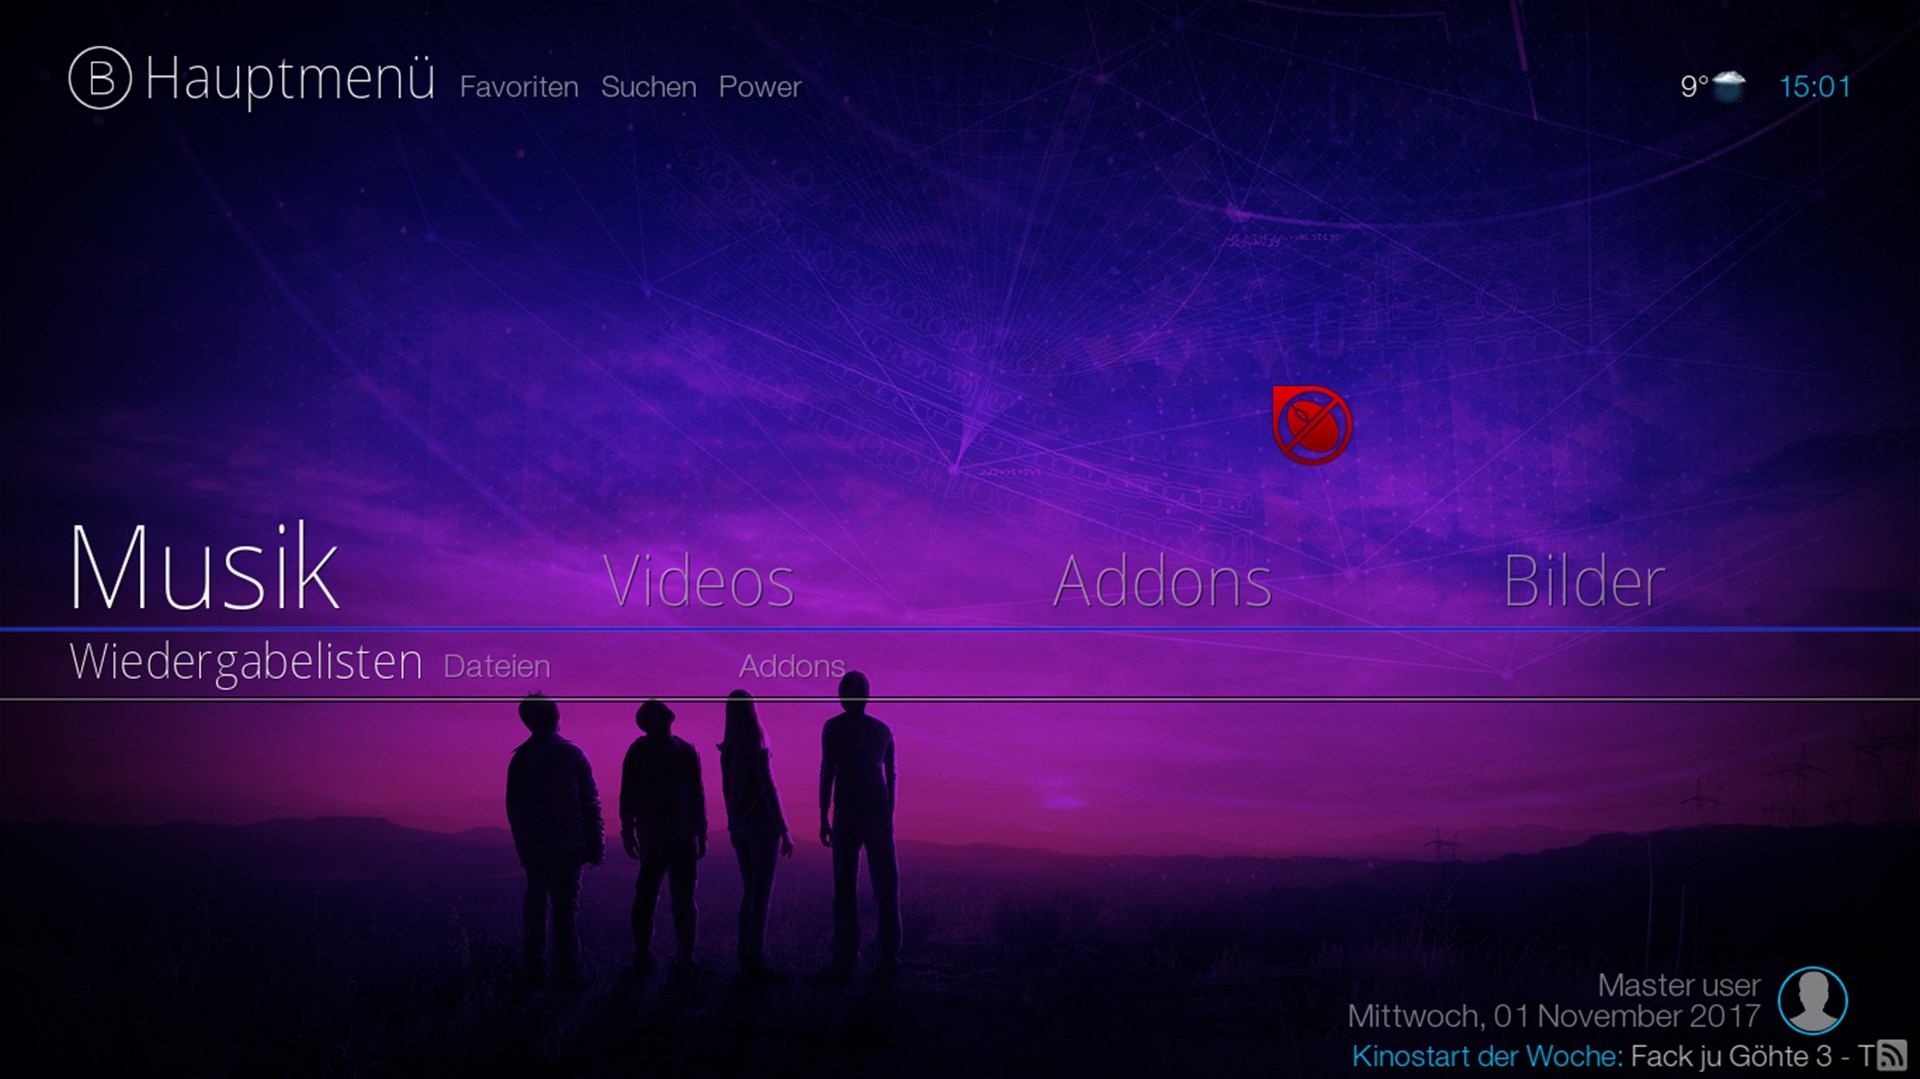 B Hauptmenü Favoriten Suchen Power 9° 15:01
Musik Videos Addons Bilder
Wiedergabelisten Dateien Addons
Master user
Mittwoch, 01 November 2017
Kinostart der Woche: Fack ju Göhte 3 - T